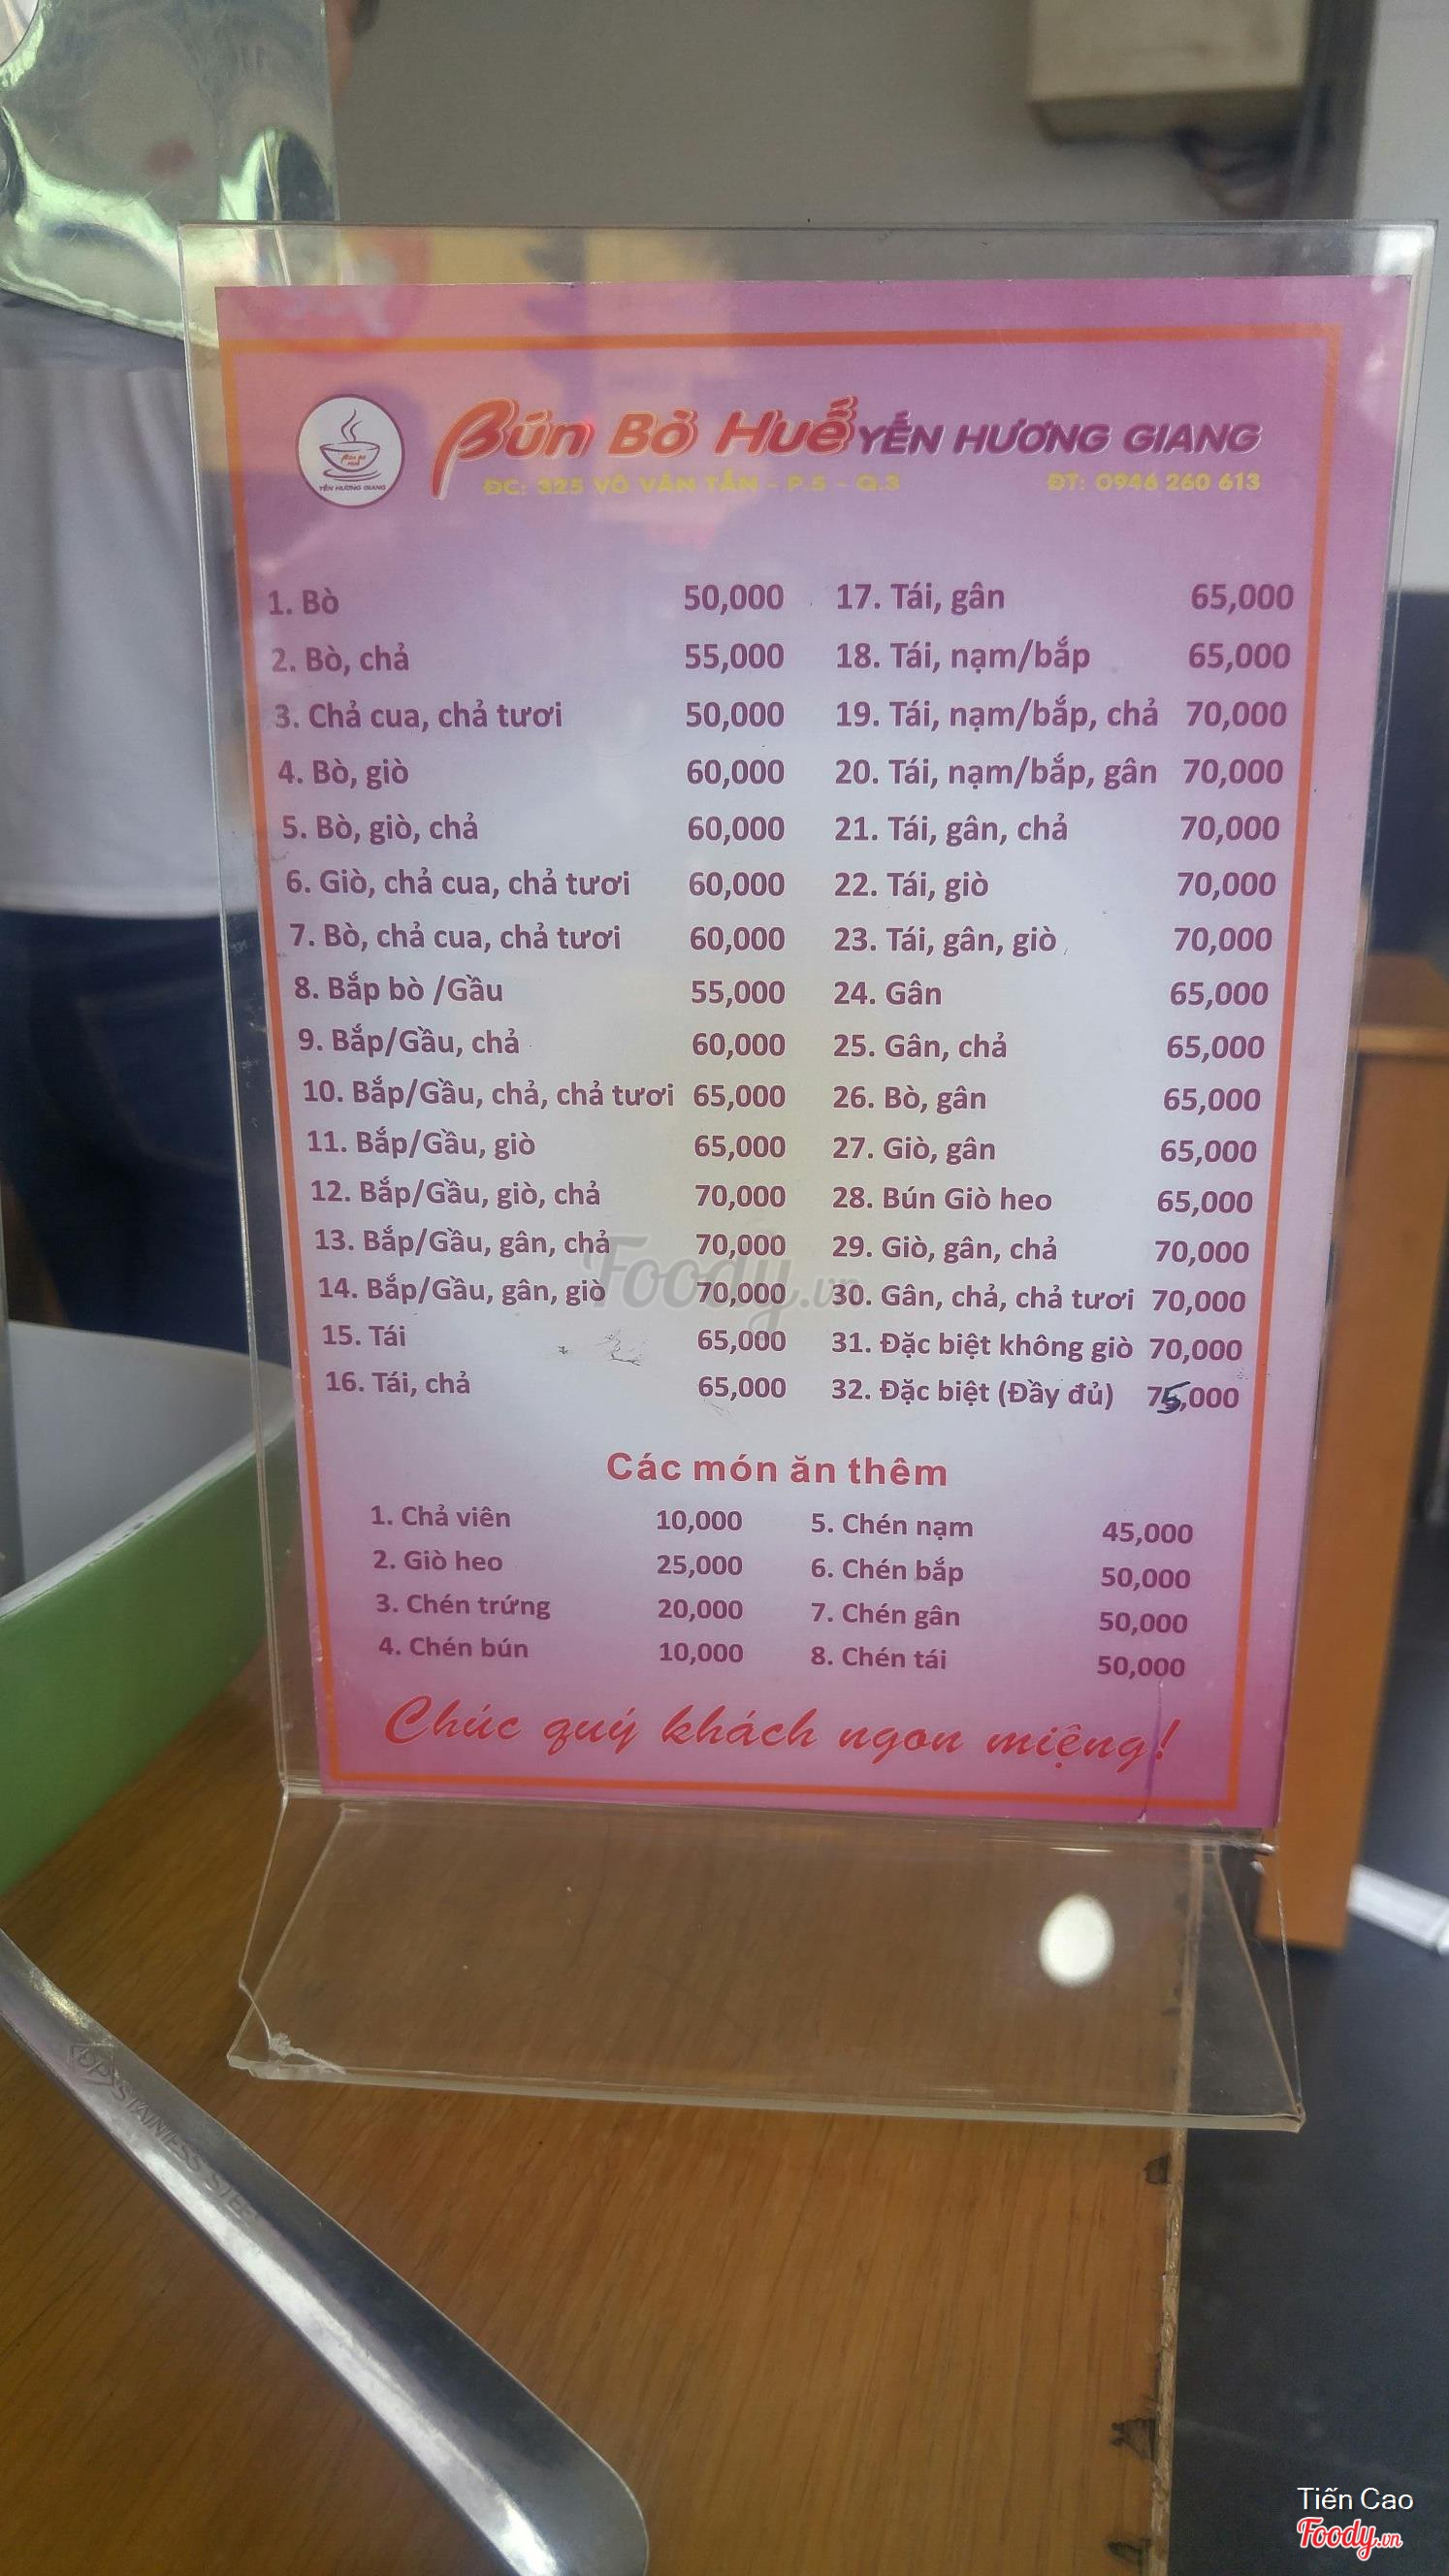 Bún Bò Huế YẾN HƯƠNG GIANG
Bún Bò Huế
YẾN HƯƠNG GIANG
ĐC: 325 VÕ VĂN TẦN - P.5 - Q.3 ĐT: 0946 260 613
1. Bò 50,000
2. Bò, chả 55,000
3. Chả cua, chả tươi 50,000
4. Bò, giò 60,000
5. Bò, giò, chả 60,000
6. Giò, chả cua, chả tươi 60,000
7. Bò, chả cua, chả tươi 60,000
8. Bắp bò /Gầu 55,000
9. Bắp/Gầu, chả 60,000
10. Bắp/Gầu, chả, chả tươi 65,000
11. Bắp/Gầu, giò 65,000
12. Bắp/Gầu, giò, chả 70,000
13. Bắp/Gầu, gân, chả 70,000
14. Bắp/Gầu, gân, giò 70,000
15. Tái 65,000
16. Tái, chả 65,000
17. Tái, gân 65,000
18. Tái, nạm/bắp 65,000
19. Tái, nạm/bắp, chả 70,000
20. Tái, nạm/bắp, gân 70,000
21. Tái, gân, chả 70,000
22. Tái, giò 70,000
23. Tái, gân, giò 70,000
24. Gân 65,000
25. Gân, chả 65,000
26. Bò, gân 65,000
27. Giò, gân 65,000
28. Bún Giò heo 65,000
29. Giò, gân, chả 70,000
30. Gân, chả, chả tươi 70,000
31. Đặc biệt không giò 70,000
32. Đặc biệt (Đầy đủ) 75,000
Foody.vn
Các món ăn thêm
1. Chả viên 10,000
2. Giò heo 25,000
3. Chén trứng 20,000
4. Chén bún 10,000
5. Chén nạm 45,000
6. Chén bắp 50,000
7. Chén gân 50,000
8. Chén tái 50,000
Chúc quý khách ngon miệng!
STAINLESS STEEL
Tiến Cao
Foody.vn